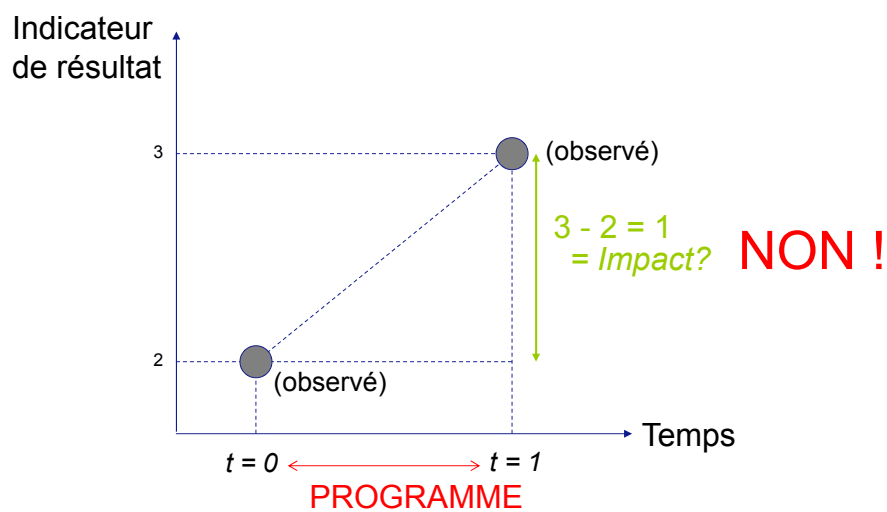 Indicateur
de résultat
3
(observé)
3 - 2 = 1
= Impact?
NON !
2
(observé)
Temps
t = 0
t = 1
PROGRAMME